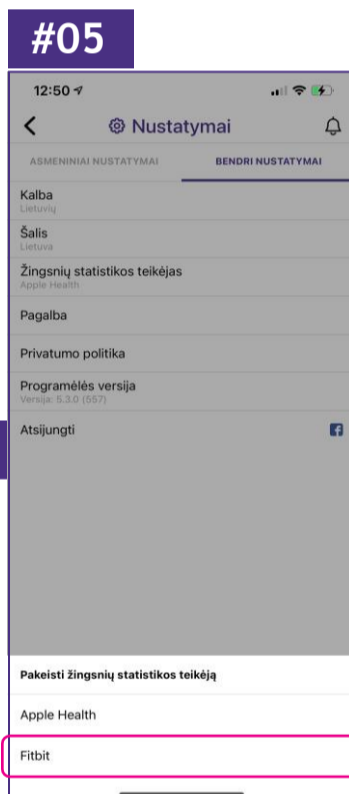 #05
12:50
Nustatymai
ASMENINIAI NUSTATYMAI BENDRI NUSTATYMAI
Kalba
Lietuvių
Šalis
Lietuva
Žingsnių statistikos teikėjas
Apple Health
Pagalba
Privatumo politika
Programėlės versija
Versija: 5.3.0 (557)
Atsijungti
Pakeisti žingsnių statistikos teikėją
Apple Health
Fitbit